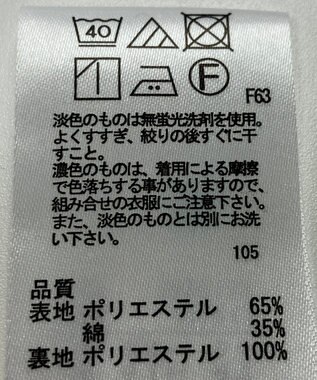 40
F
F63
淡色のものは無蛍光洗剤を使用。
よくすすぎ、絞りの後すぐに干
すこと。
濃色のものは、着用による摩擦
で色落ちする事がありますので、
組み合せの衣服にご注意下さい。
また、淡色のものとは別にお洗
い下さい。
105
品質
表地 ポリエステル 65%
綿 35%
裏地 ポリエステル 100%